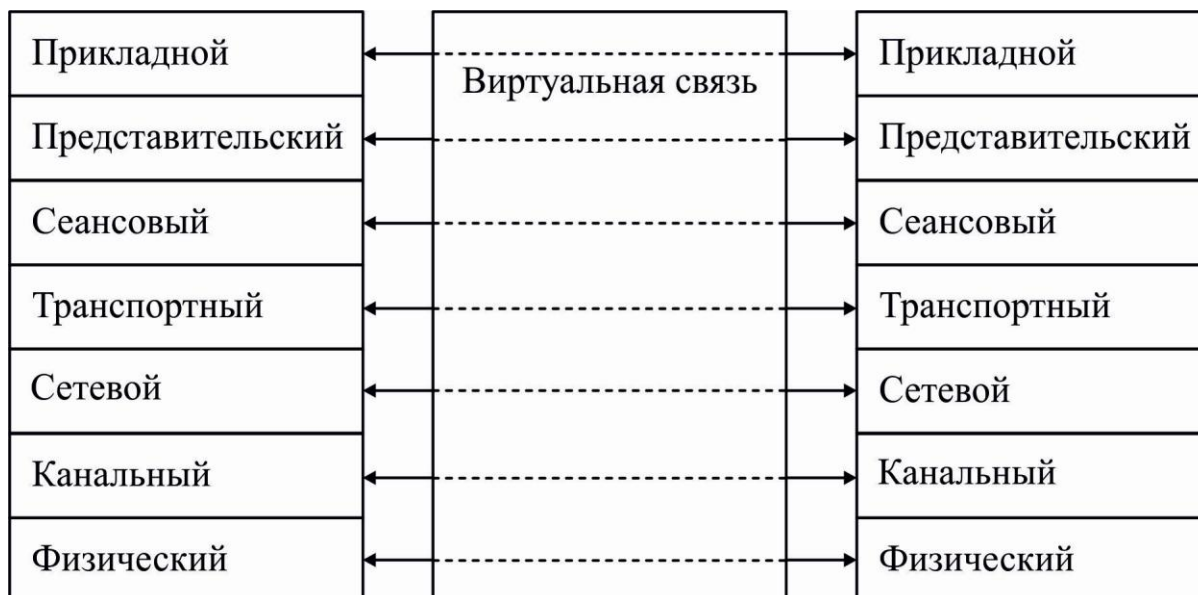 Прикладной
Представительский
Сеансовый
Транспортный
Сетевой
Канальный
Физический
Виртуальная связь
Прикладной
Представительский
Сеансовый
Транспортный
Сетевой
Канальный
Физический